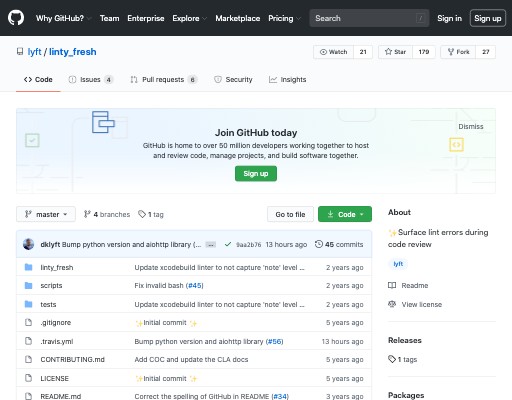 Why GitHub? Team Enterprise Explore Marketplace Pricing Search / Sign in Sign up
lyft / linty_fresh Watch 21 Star 179 Fork 27
Code Issues 4 Pull requests 6 Security Insights
Dismiss
Join GitHub today
GitHub is home to over 50 million developers working together to host
and review code, manage projects, and build software together.
Sign up
master 4 branches 1 tag Go to file Code
dklyft Bump python version and aiohttp library (... ... 9aa2b76 13 hours ago 45 commits
linty_fresh Update xcodebuild linter to not capture 'note' level ... 2 years ago
scripts Fix invalid bash (#45) 2 years ago
tests Update xcodebuild linter to not capture 'note' level ... 2 years ago
.gitignore ✨Initial commit ✨ 5 years ago
.travis.yml Bump python version and aiohttp library (#56) 13 hours ago
CONTRIBUTING.md Add COC and update the CLA docs 5 years ago
LICENSE ✨Initial commit ✨ 5 years ago
README.md Correct the spelling of GitHub in README (#34) 3 years ago
About
✨Surface lint errors during
code review
lyft
Readme
View license
Releases
1 tags
Packages